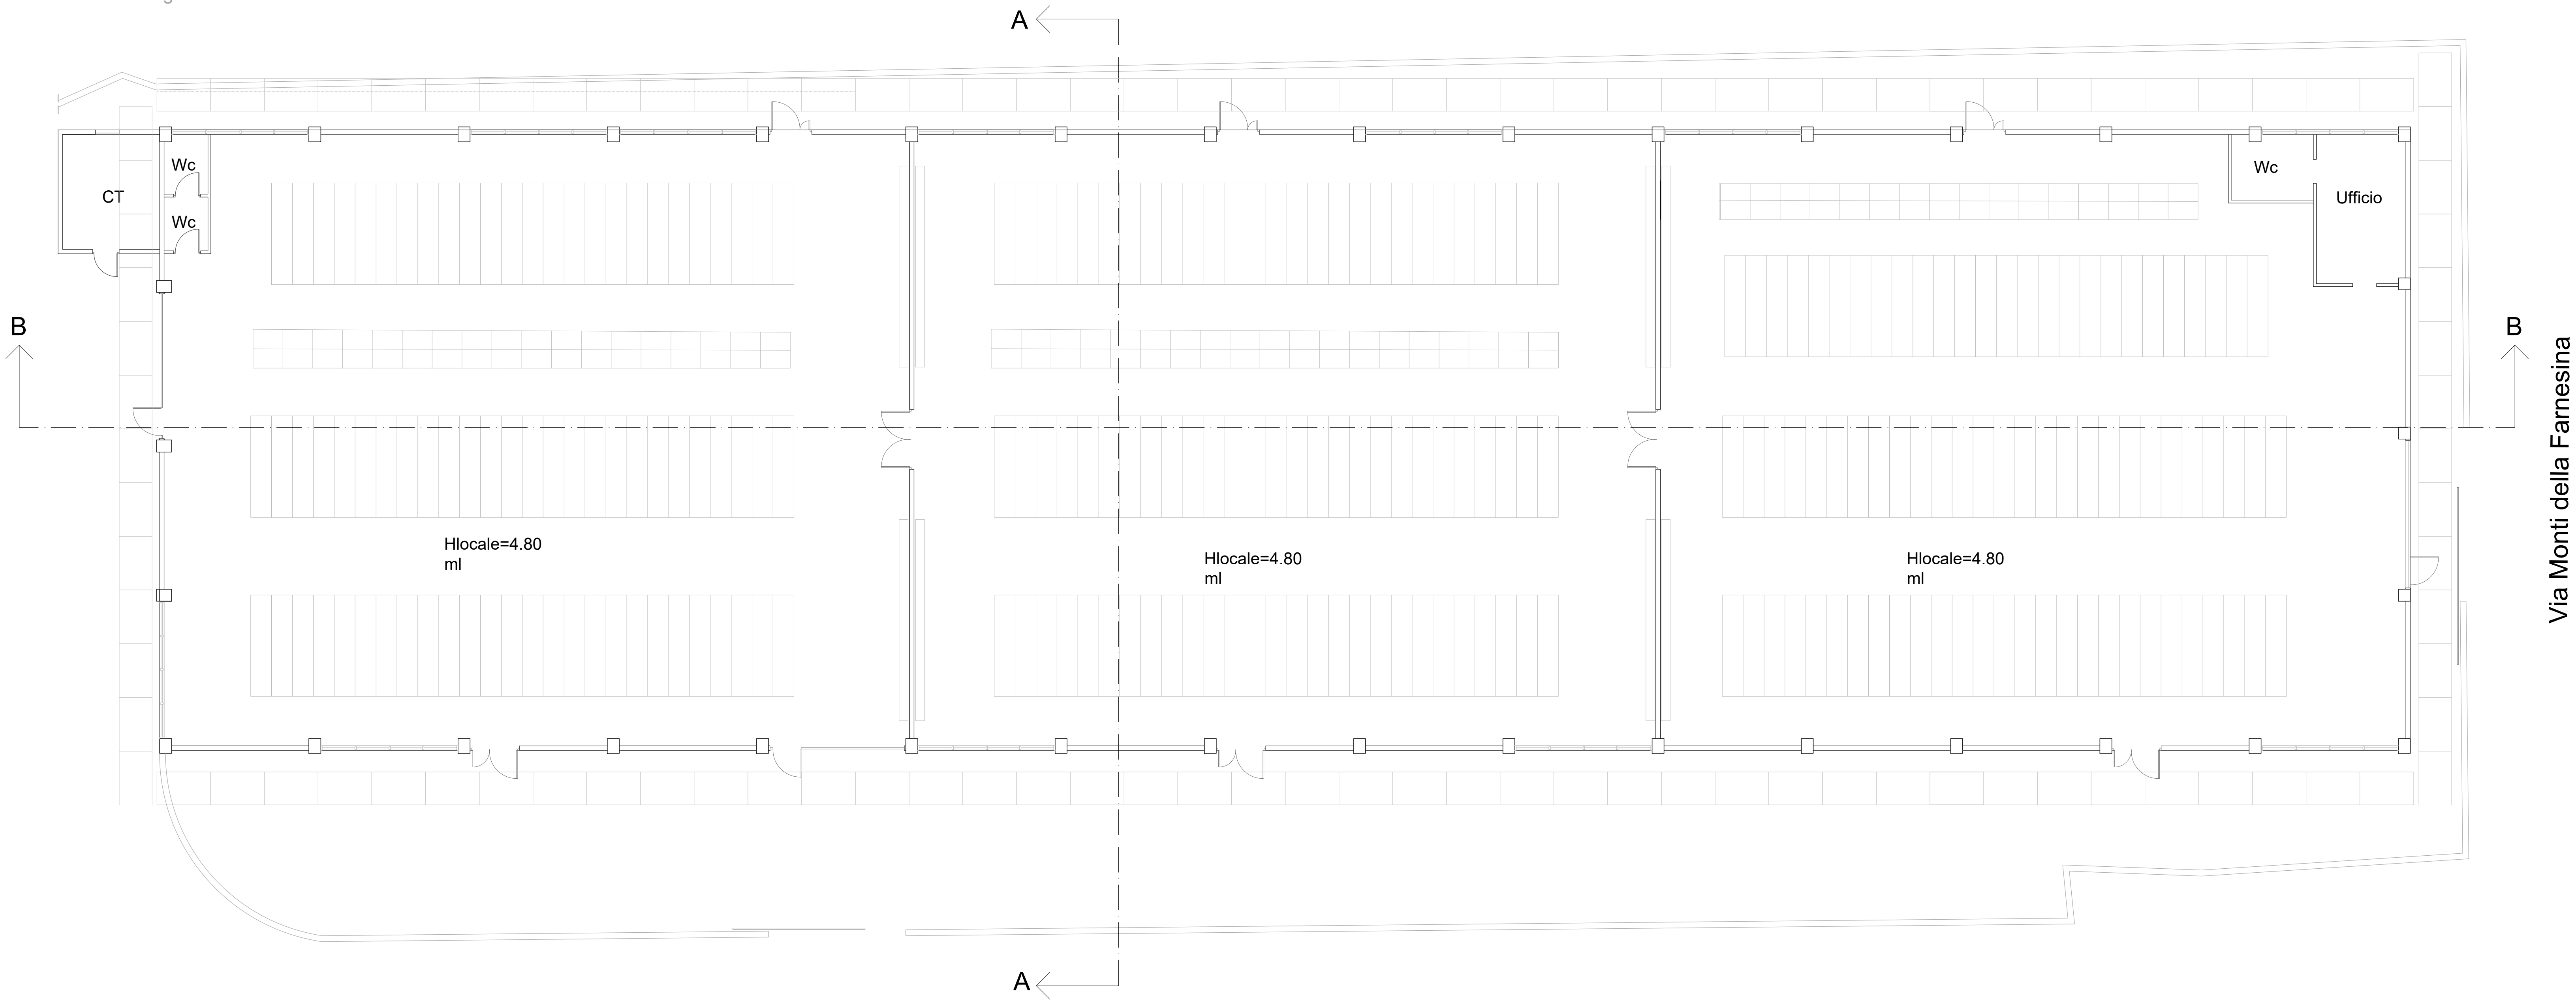 A
Wc
Wc
CT
Ufficio
Wc
B
B
Via Monti della Farnesina
Hlocale=4.80
ml
Hlocale=4.80
ml
Hlocale=4.80
ml
A